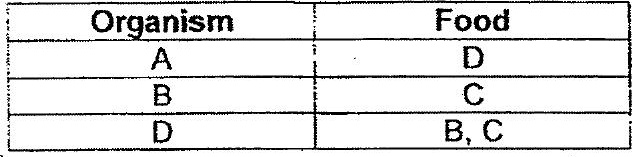 Organism Food
A D
B C
D B, C